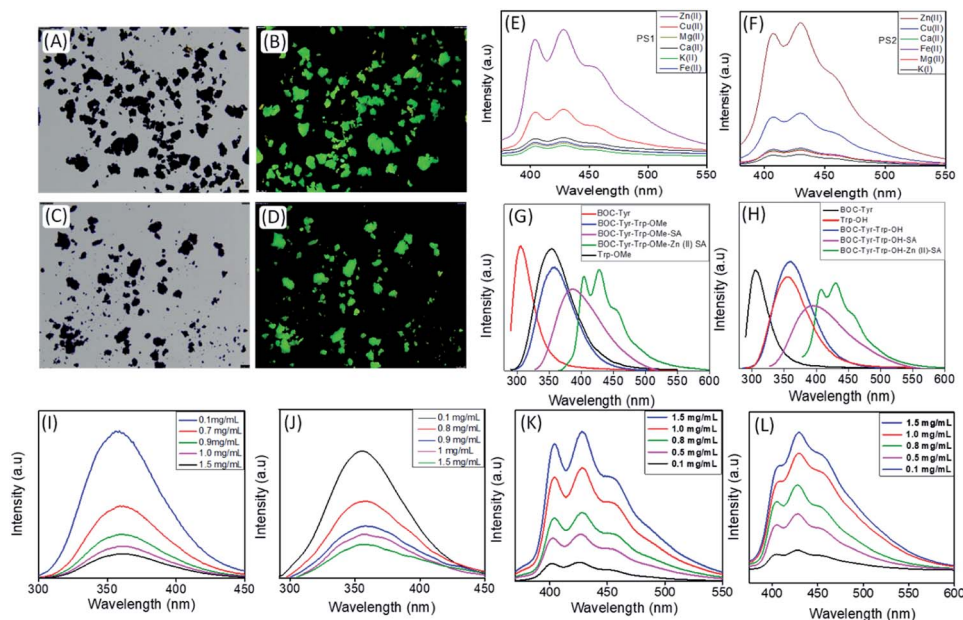 (A)
(B)
(C)
(D)
(E)
PS1
Zn(II)
Cu(II)
Mg(II)
Ca(II)
K(II)
Fe(II)
Intensity (a.u)
400
450
500
550
Wavelength (nm)
(F)
PS2
Zn(II)
Cu(II)
Ca(II)
Fe(II)
Mg(II)
K(I)
Intensity (a.u)
400
450
500
550
Wavelength (nm)
(G)
BOC-Tyr
BOC-Tyr-Trp-OMe
BOC-Tyr-Trp-OMe-SA
BOC-Tyr-Trp-OMe-Zn (II) SA
Trp-OMe
Intensity (a.u)
300 350 400 450 500 550 600
Wavelength (nm)
(H)
BOC-Tyr
Trp-OH
BOC-Tyr-Trp-OH
BOC-Tyr-Trp-OH-SA
BOC-Tyr-Trp-OH-Zn (II)-SA
Intensity (a.u)
300 350 400 450 500 550 600
Wavelength (nm)
(I)
0.1mg/mL
0.7 mg/mL
0.9mg/mL
1.0 mg/mL
1.5 mg/mL
Intensity (a.u)
300 350 400 450
Wavelength (nm)
(J)
0.1 mg/mL
0.8 mg/mL
0.9 mg/mL
1 mg/mL
1.5 mg/mL
Intensity (a.u)
300 350 400 450
Wavelength (nm)
(K)
1.5 mg/mL
1.0 mg/mL
0.8 mg/mL
0.5 mg/mL
0.1 mg/mL
Intensity (a.u)
400 450 500 550
Wavelength (nm)
(L)
1.5 mg/mL
1.0 mg/mL
0.8 mg/mL
0.5 mg/mL
0.1 mg/mL
Intensity (a.u)
400 450 500 550 600
Wavelength (nm)